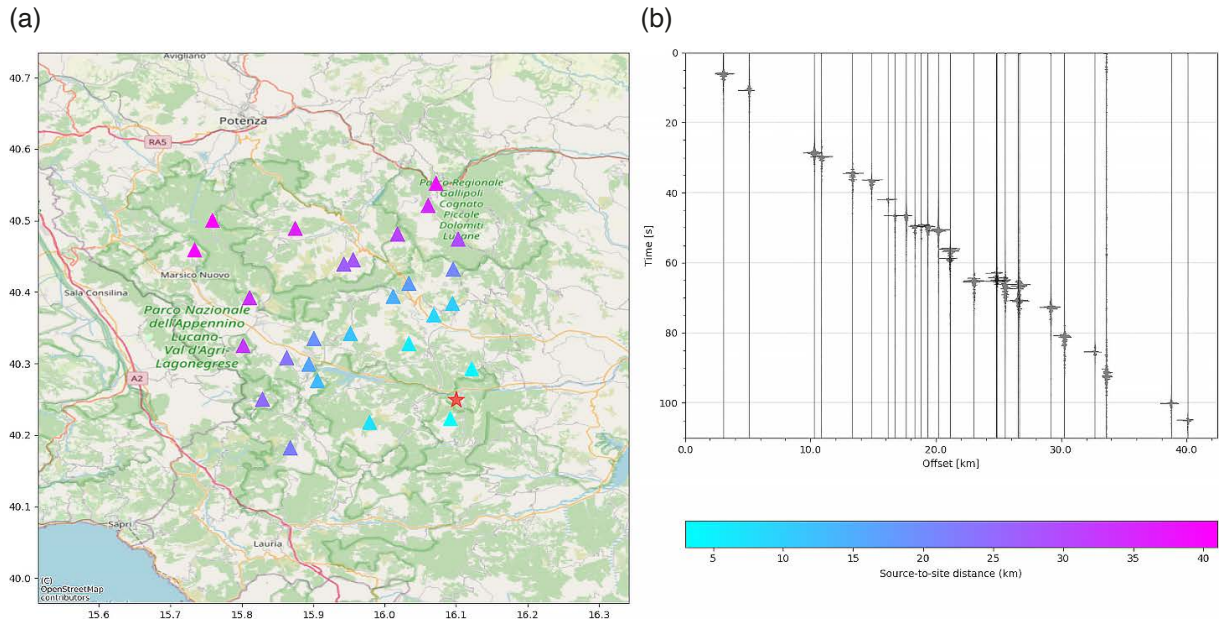 (a)
(b)
Avigliano
Potenza
RA5
Parco Regionale
Gallipoli
Cognato
Piccole
Dolomiti
Lucane
Marsico Nuovo
Sala Consilina
Parco Nazionale
dell'Appennino
Lucano-
Val d'Agri-
Lagonegrese
A2
Sapri
Lauria
(C)
OpenStreetMap
contributors
40.7
40.6
40.5
40.4
40.3
40.2
40.1
40.0
15.6 15.7 15.8 15.9 16.0 16.1 16.2 16.3
0
20
40
60
80
100
Time [s]
0.0 10.0 20.0 30.0 40.0
Offset [km]
5 10 15 20 25 30 35 40
Source-to-site distance (km)